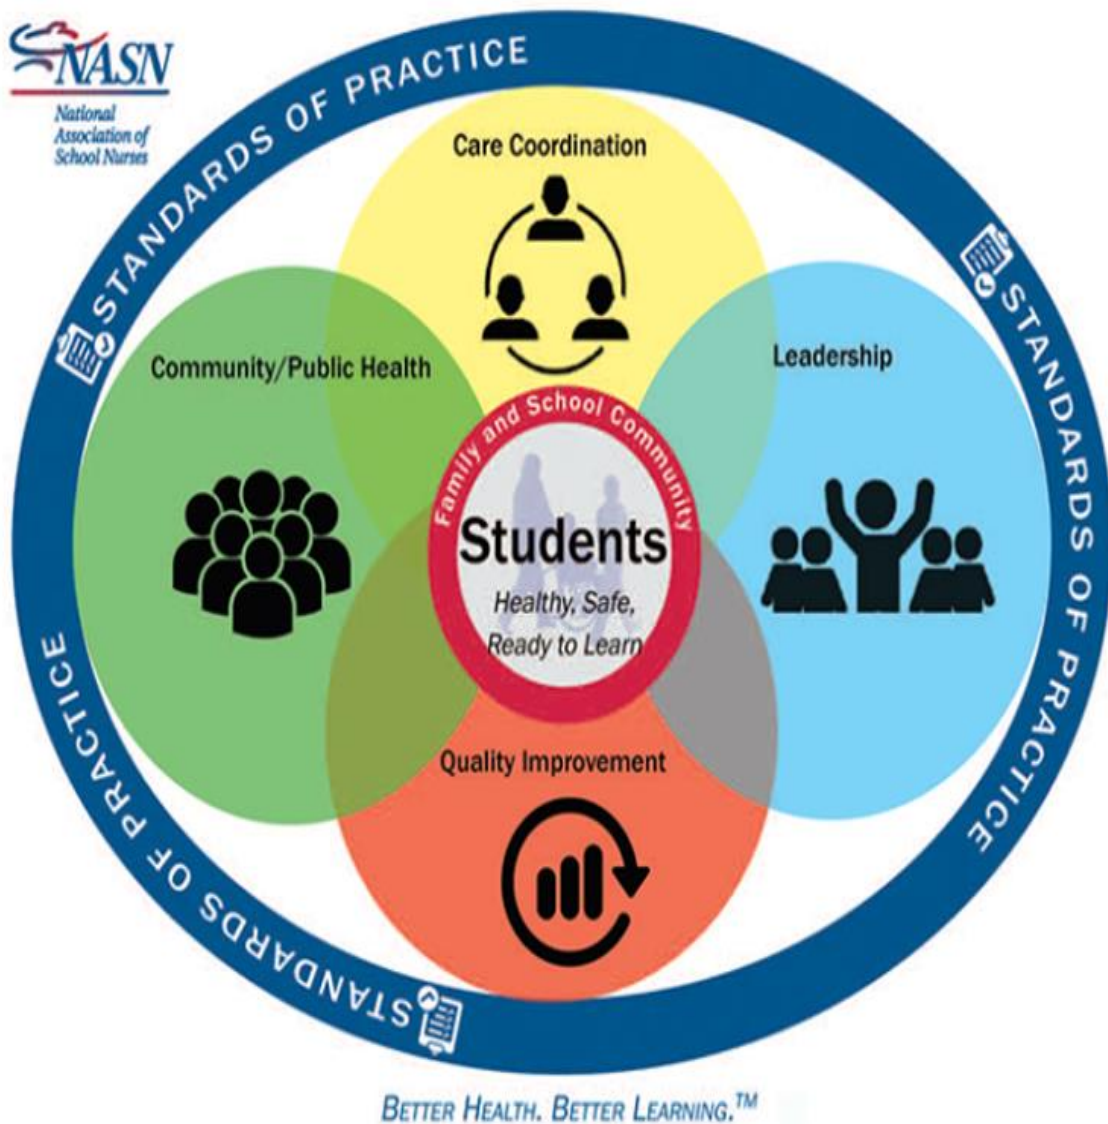 NASN
National
Association of
School Nurses
STANDARDS OF PRACTICE
STANDARDS OF PRACTICE
STANDARDS OF PRACTICE
Care Coordination
Community/Public Health
Leadership
Family and School Community
Students
Healthy, Safe,
Ready to Learn
Quality Improvement
BETTER HEALTH. BETTER LEARNING.™